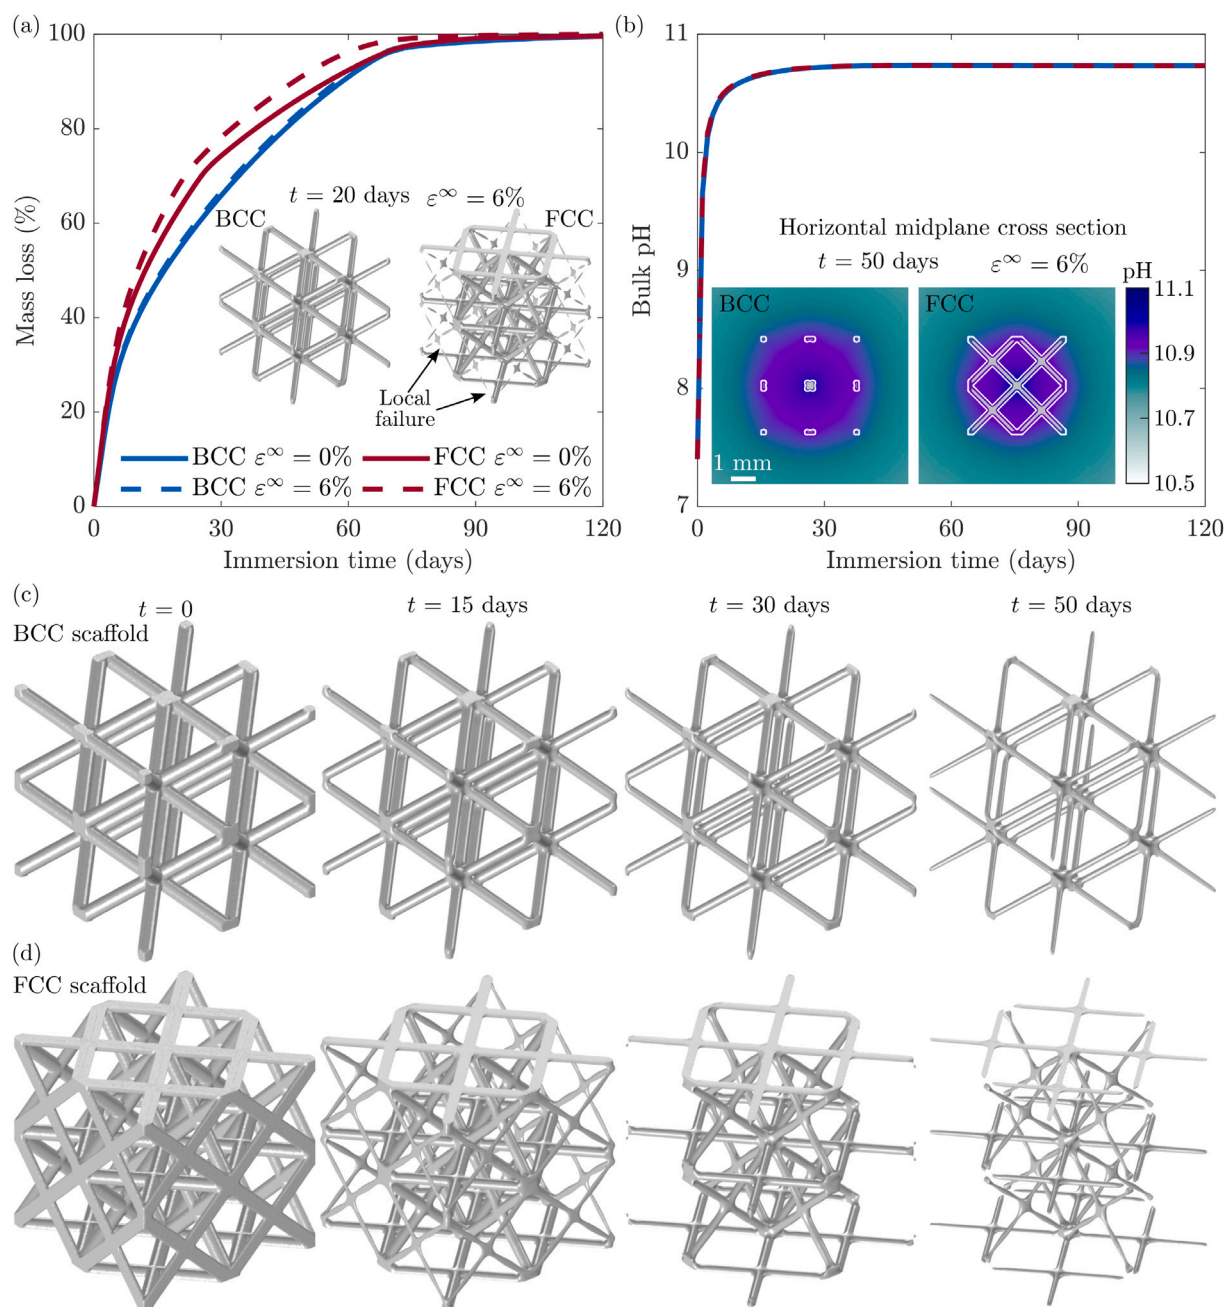 (a)
100
80
60
40
20
0
Mass loss (%)
0 30 60 90 120
Immersion time (days)
t = 20 days ε∞ = 6%
BCC
FCC
Local
failure
BCC ε∞ = 0%
FCC ε∞ = 0%
BCC ε∞ = 6%
FCC ε∞ = 6%
(b)
11
10
9
8
7
Bulk pH
0 30 60 90 120
Immersion time (days)
Horizontal midplane cross section
t = 50 days ε∞ = 6%
pH
BCC
FCC
11.1
10.9
10.7
10.5
1 mm
(c)
t = 0
t = 15 days
t = 30 days
t = 50 days
BCC scaffold
(d)
FCC scaffold